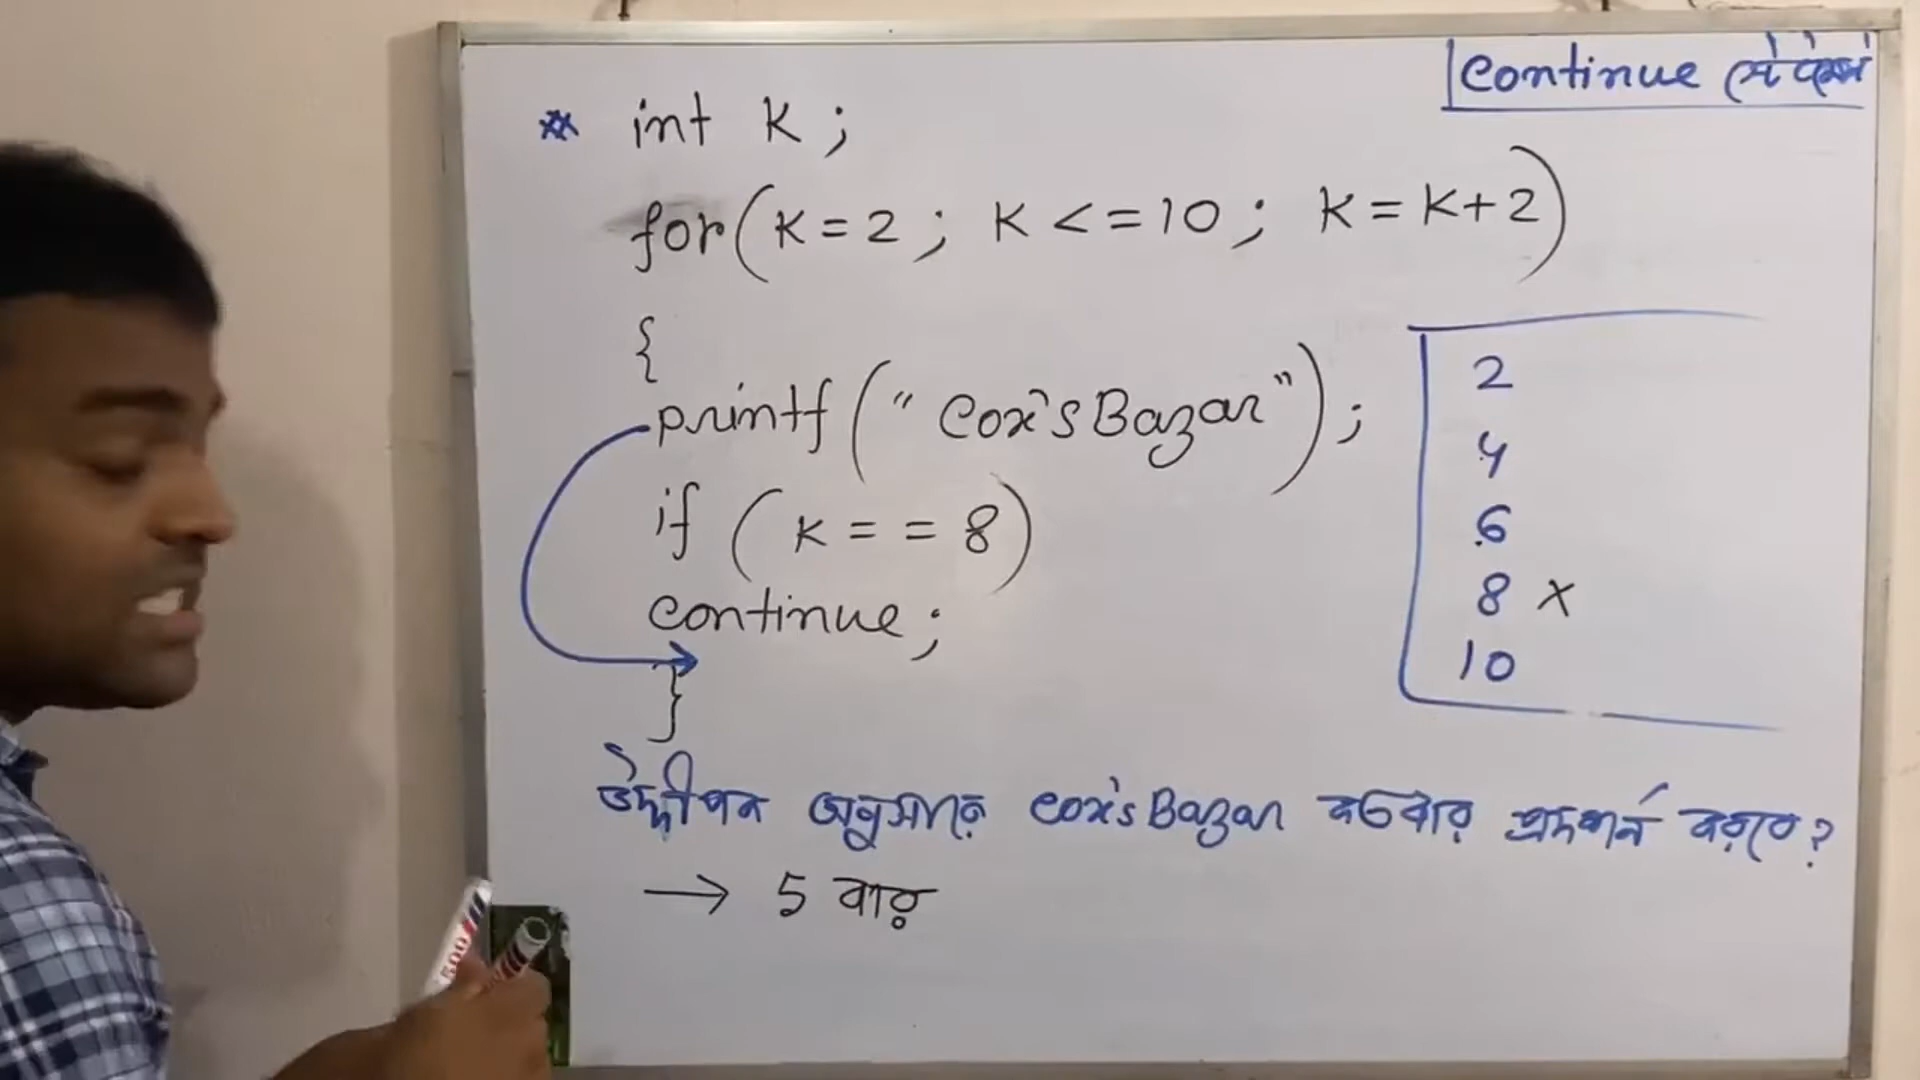 continue স্টেটমেন্ট
** int K ;
for(K=2 ; K <=10 ; K=K+2)
{
printf("Cox's Bazar");
if (K==8)
continue;
}
2
4
6
8 x
10
উদ্দীপক অনুসারে Cox's Bazar কতবার প্রদর্শন করবে?
→ 5 বার
500